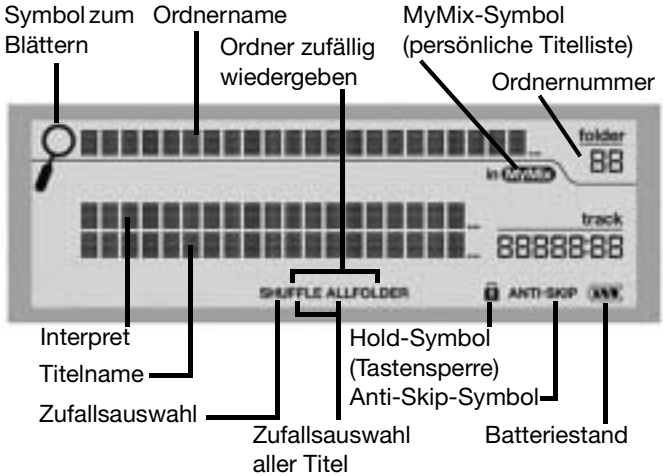 Symbol zum
Blättern
Ordnername
Ordner zufällig
wiedergeben
MyMix-Symbol
(persönliche Titelliste)
Ordnernummer
folder
88
in MyMix
track
8888:88
SHUFFLE ALLFOLDER
ANTI-SKIP
Interpret
Titelname
Zufallsauswahl
Zufallsauswahl
aller Titel
Hold-Symbol
(Tastensperre)
Anti-Skip-Symbol
Batteriestand